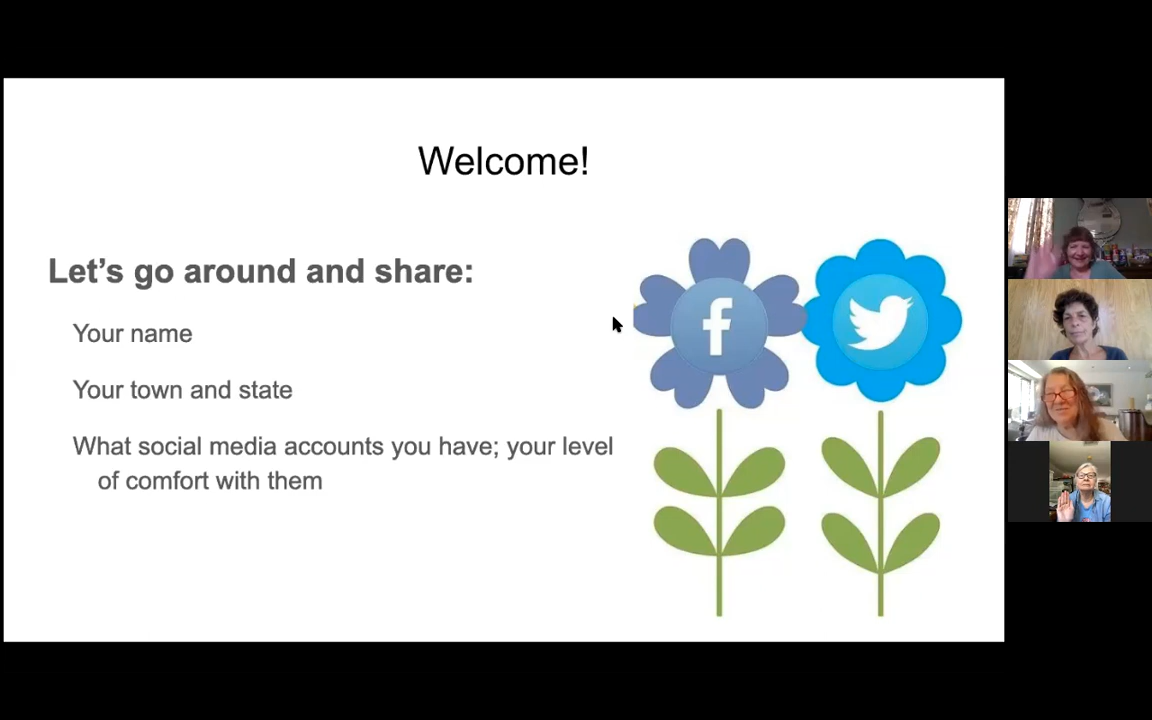 Welcome!
Let's go around and share:
Your name
Your town and state
What social media accounts you have; your level
of comfort with them
f